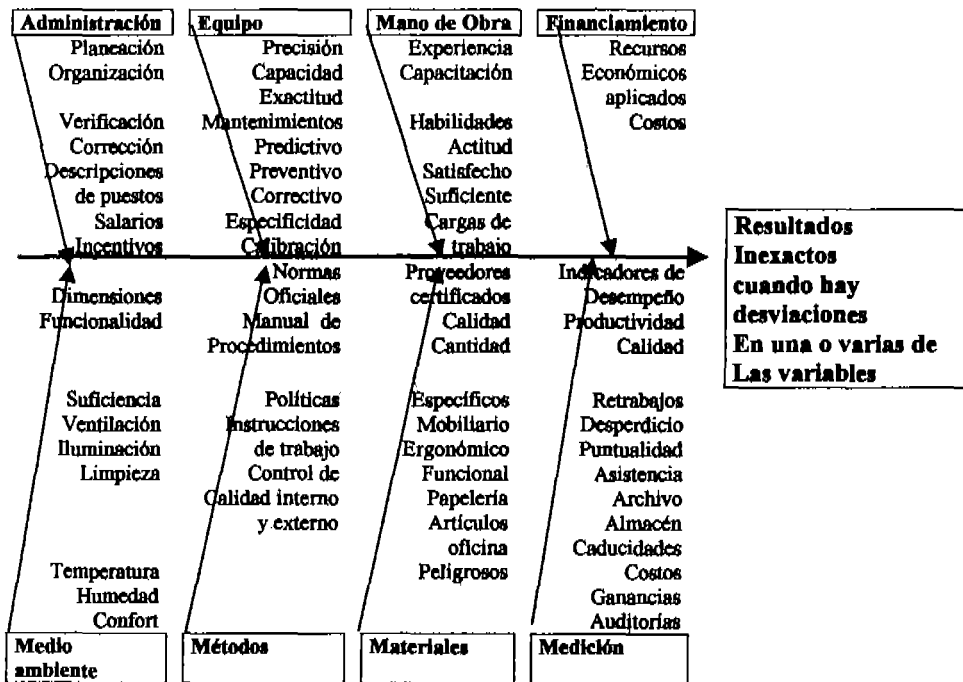 Administración
Planeación
Organización
Verificación
Corrección
Descripciones
de puestos
Salarios
Incentivos
Equipo
Precisión
Capacidad
Exactitud
Mantenimientos
Predictivo
Preventivo
Correctivo
Especificidad
Calibración
Mano de Obra
Experiencia
Capacitación
Habilidades
Actitud
Satisfecho
Suficiente
Cargas de
trabajo
Financiamiento
Recursos
Económicos
aplicados
Costos
Resultados
Inexactos
cuando hay
desviaciones
En una o varias de
Las variables
Dimensiones
Funcionalidad
Suficiencia
Ventilación
Iluminación
Limpieza
Temperatura
Humedad
Confort
Medio
ambiente
Normas
Oficiales
Manual de
Procedimientos
Políticas
Instrucciones
de trabajo
Control de
Calidad interno
y externo
Métodos
Proveedores
certificados
Calidad
Cantidad
Específicos
Mobiliario
Ergonómico
Funcional
Papelería
Artículos
oficina
Peligrosos
Materiales
Indicadores de
Desempeño
Productividad
Calidad
Retrabajos
Desperdicio
Puntualidad
Asistencia
Archivo
Almacén
Caducidades
Costos
Ganancias
Auditorías
Medición